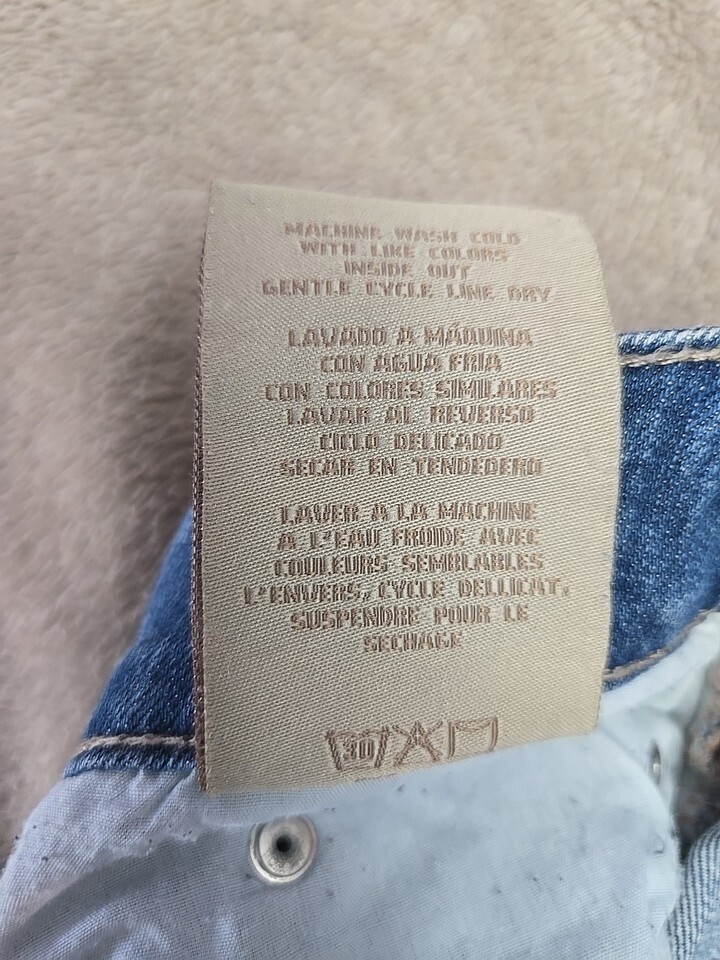 MACHINE WASH COLD
WITH LIKE COLORS
INSIDE OUT
GENTLE CYCLE LINE DRY
LAVADO A MÁQUINA
CON AGUA FRIA
CON COLORES SIMILARES
LAVAR AL REVERSO
CICLO DELICADO
SECAR EN TENDEDERO
LAVER A LA MACHINE
A L'EAU FROIDE AVEC
COULEURS SEMBLABLES
L'ENVERS, CYCLE DELLICAT,
SUSPENDRE POUR LE
SECHAGE
30